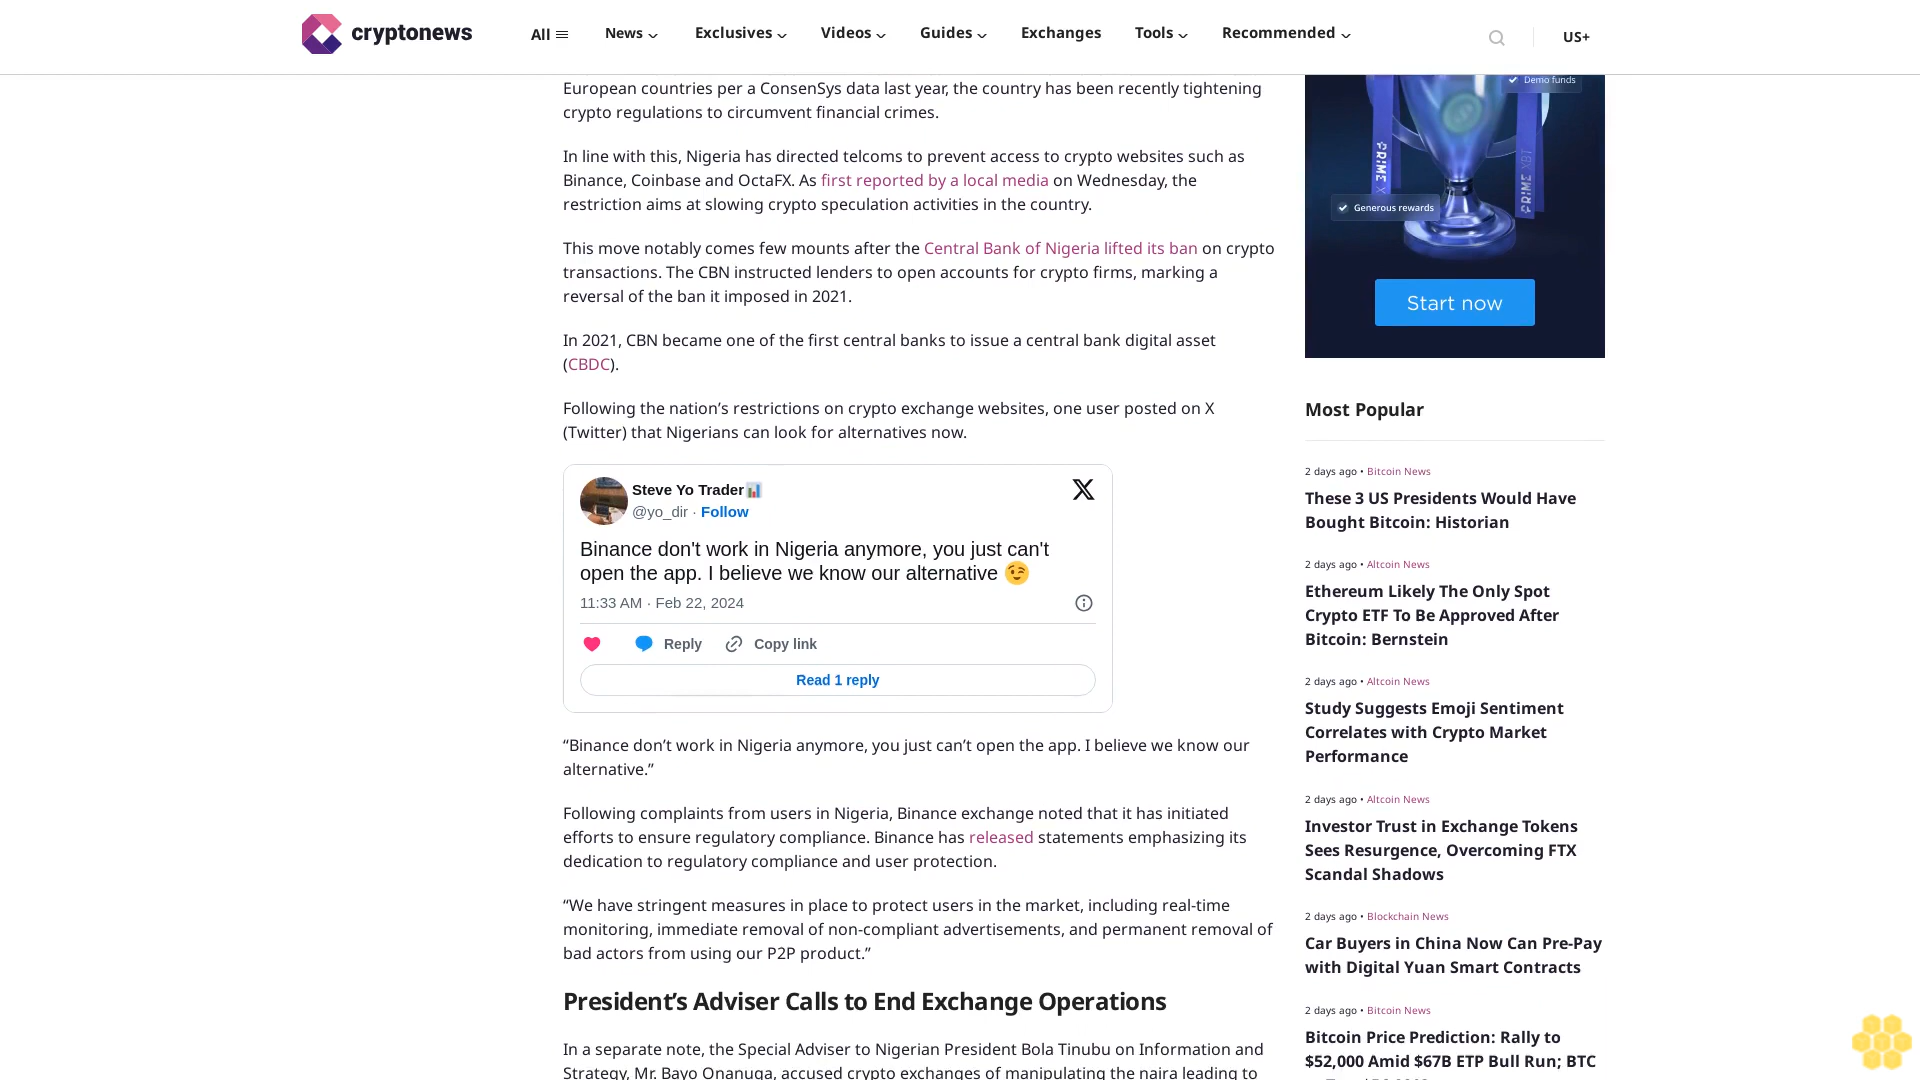 cryptonews
All
News
Exclusives
Videos
Guides
Exchanges
Tools
Recommended
US+
European countries per a ConsenSys data last year, the country has been recently tightening
crypto regulations to circumvent financial crimes.
In line with this, Nigeria has directed telcoms to prevent access to crypto websites such as
Binance, Coinbase and OctaFX. As first reported by a local media on Wednesday, the
restriction aims at slowing crypto speculation activities in the country.
This move notably comes few mounts after the Central Bank of Nigeria lifted its ban on crypto
transactions. The CBN instructed lenders to open accounts for crypto firms, marking a
reversal of the ban it imposed in 2021.
In 2021, CBN became one of the first central banks to issue a central bank digital asset
(CBDC).
Following the nation’s restrictions on crypto exchange websites, one user posted on X
(Twitter) that Nigerians can look for alternatives now.
Steve Yo Trader📊
@yo_dir · Follow
Binance don't work in Nigeria anymore, you just can't
open the app. I believe we know our alternative 😉
11:33 AM · Feb 22, 2024
Reply
Copy link
Read 1 reply
“Binance don’t work in Nigeria anymore, you just can’t open the app. I believe we know our
alternative.”
Following complaints from users in Nigeria, Binance exchange noted that it has initiated
efforts to ensure regulatory compliance. Binance has released statements emphasizing its
dedication to regulatory compliance and user protection.
“We have stringent measures in place to protect users in the market, including real-time
monitoring, immediate removal of non-compliant advertisements, and permanent removal of
bad actors from using our P2P product.”
President’s Adviser Calls to End Exchange Operations
In a separate note, the Special Adviser to Nigerian President Bola Tinubu on Information and
Strategy, Mr. Bayo Onanuga, accused crypto exchanges of manipulating the naira leading to
Demo funds
PRIME X
PRIME XBT
Generous rewards
Start now
Most Popular
2 days ago • Bitcoin News
These 3 US Presidents Would Have
Bought Bitcoin: Historian
2 days ago • Altcoin News
Ethereum Likely The Only Spot
Crypto ETF To Be Approved After
Bitcoin: Bernstein
2 days ago • Altcoin News
Study Suggests Emoji Sentiment
Correlates with Crypto Market
Performance
2 days ago • Altcoin News
Investor Trust in Exchange Tokens
Sees Resurgence, Overcoming FTX
Scandal Shadows
2 days ago • Blockchain News
Car Buyers in China Now Can Pre-Pay
with Digital Yuan Smart Contracts
2 days ago • Bitcoin News
Bitcoin Price Prediction: Rally to
$52,000 Amid $67B ETP Bull Run; BTC